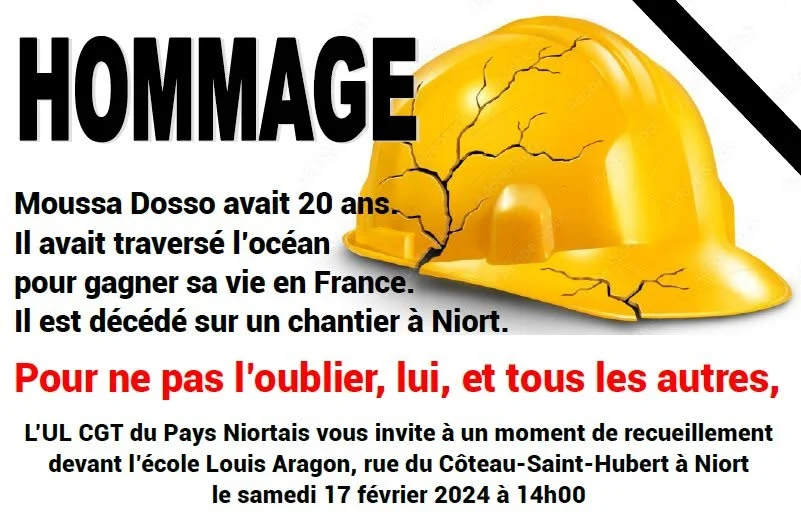 HOMMAGE
Moussa Dosso avait 20 ans.
Il avait traversé l'océan
pour gagner sa vie en France.
Il est décédé sur un chantier à Niort.
Pour ne pas l'oublier, lui, et tous les autres,
L'UL CGT du Pays Niortais vous invite à un moment de recueillement
devant l'école Louis Aragon, rue du Côteau-Saint-Hubert à Niort
le samedi 17 février 2024 à 14h00